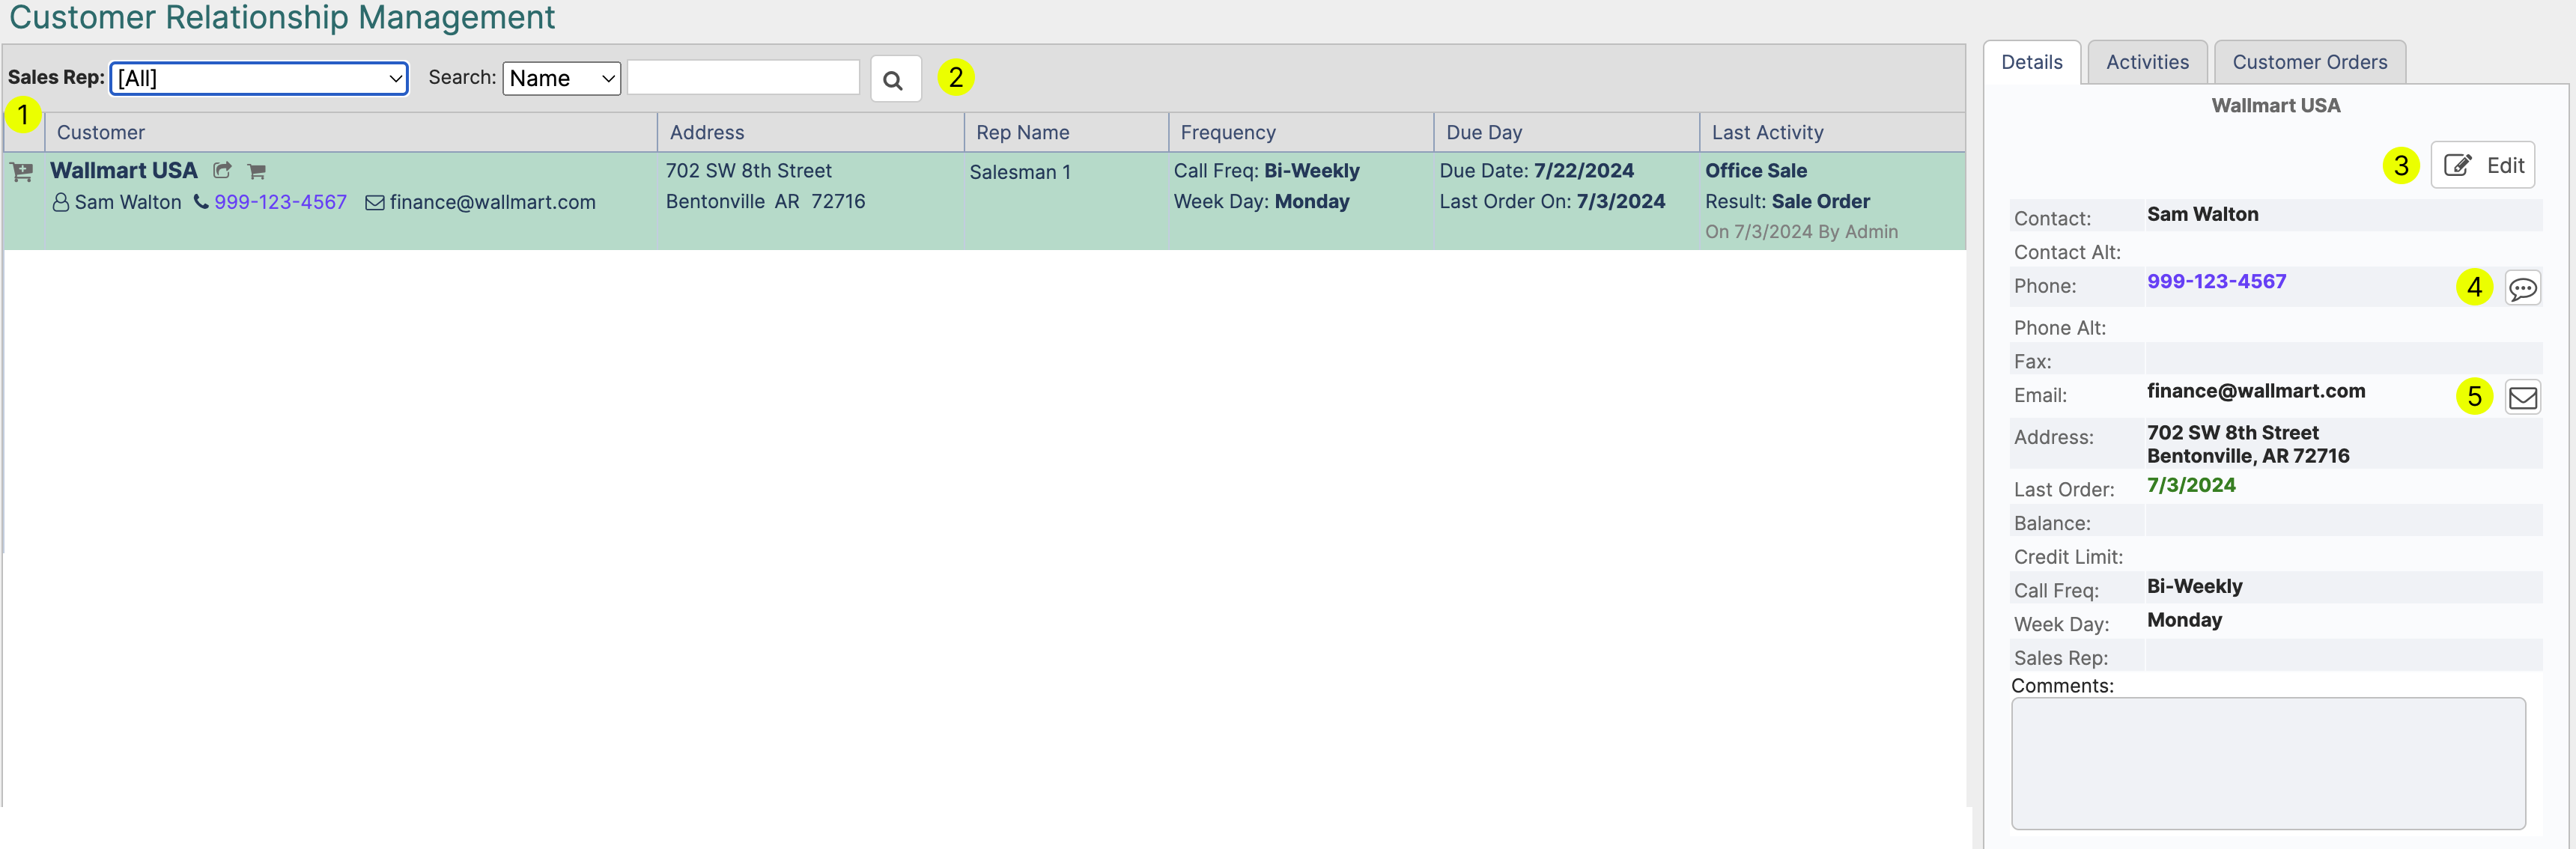 Customer Relationship Management
Sales Rep: [All] Search: Name 2
1
Customer Address Rep Name Frequency Due Day Last Activity
Wallmart USA 702 SW 8th Street Salesman 1 Call Freq: Bi-Weekly Due Date: 7/22/2024 Office Sale
Sam Walton 999-123-4567 finance@wallmart.com Bentonville AR 72716 Week Day: Monday Last Order On: 7/3/2024 Result: Sale Order
On 7/3/2024 By Admin
Details Activities Customer Orders
Wallmart USA
3 Edit
Contact: Sam Walton
Contact Alt:
Phone: 999-123-4567 4
Phone Alt:
Fax:
Email: finance@wallmart.com 5
Address: 702 SW 8th Street
Bentonville, AR 72716
Last Order: 7/3/2024
Balance:
Credit Limit:
Call Freq: Bi-Weekly
Week Day: Monday
Sales Rep:
Comments: